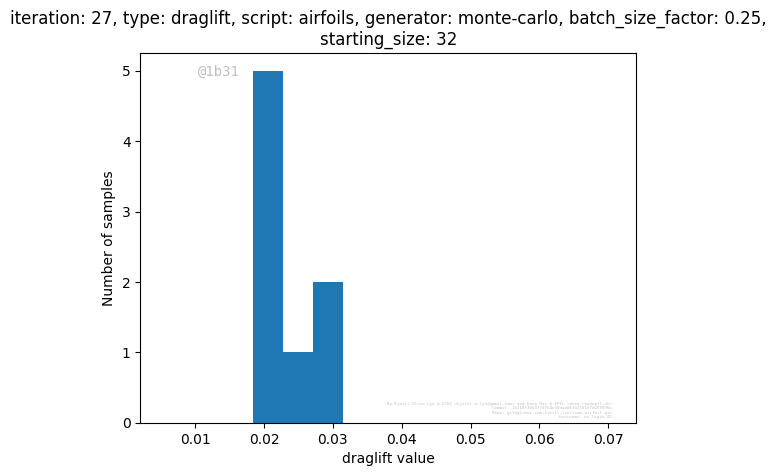 iteration: 27, type: draglift, script: airfoils, generator: monte-carlo, batch_size_factor: 0.25,
starting_size: 32
@1b31
5
4
3
2
1
0
Number of samples
0.01 0.02 0.03 0.04 0.05 0.06 0.07
draglift value